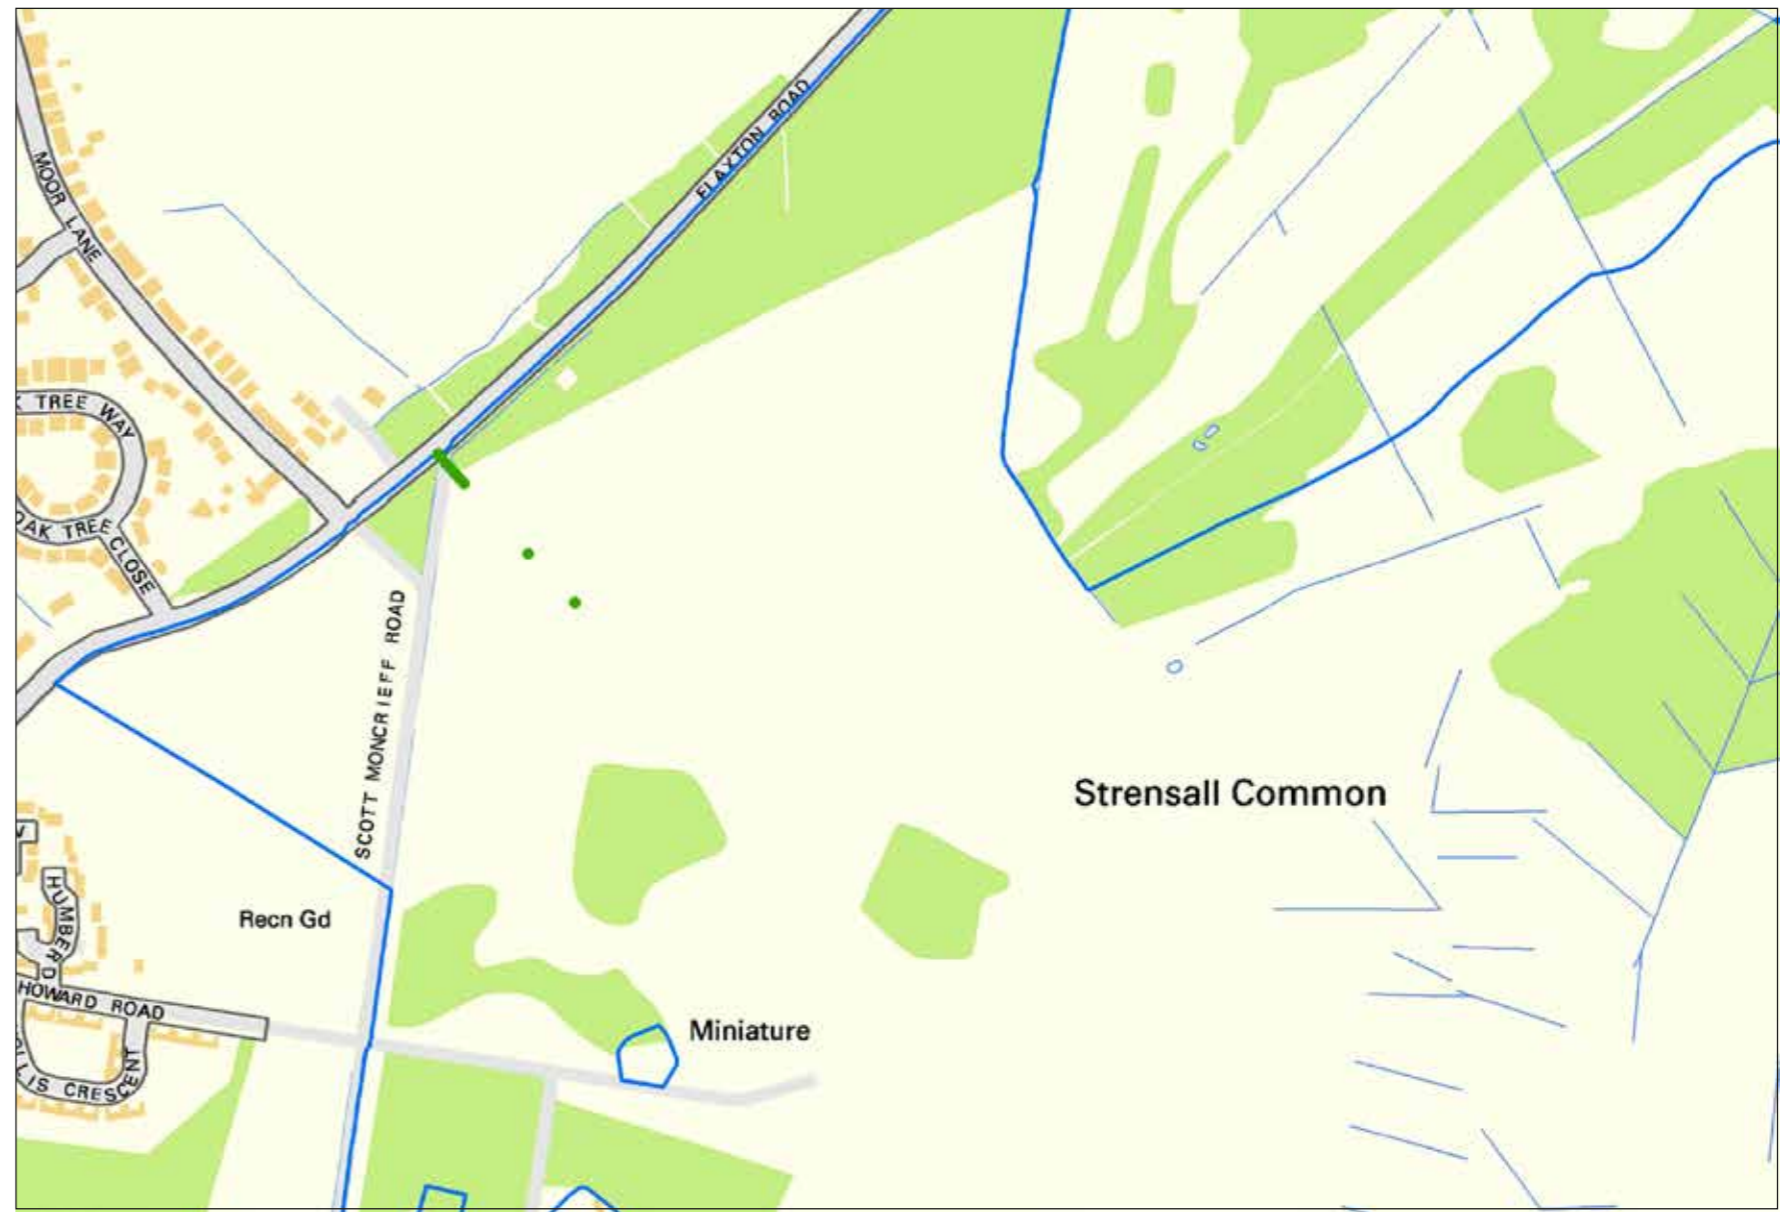 FLAXTON ROAD
MOOR LANE
K TREE WAY
OAK TREE CLOSE
SCOTT MONCRIEFF ROAD
Strensall Common
HUMBER D
Recn Gd
HOWARD ROAD
Miniature
OLLIS CRESCENT